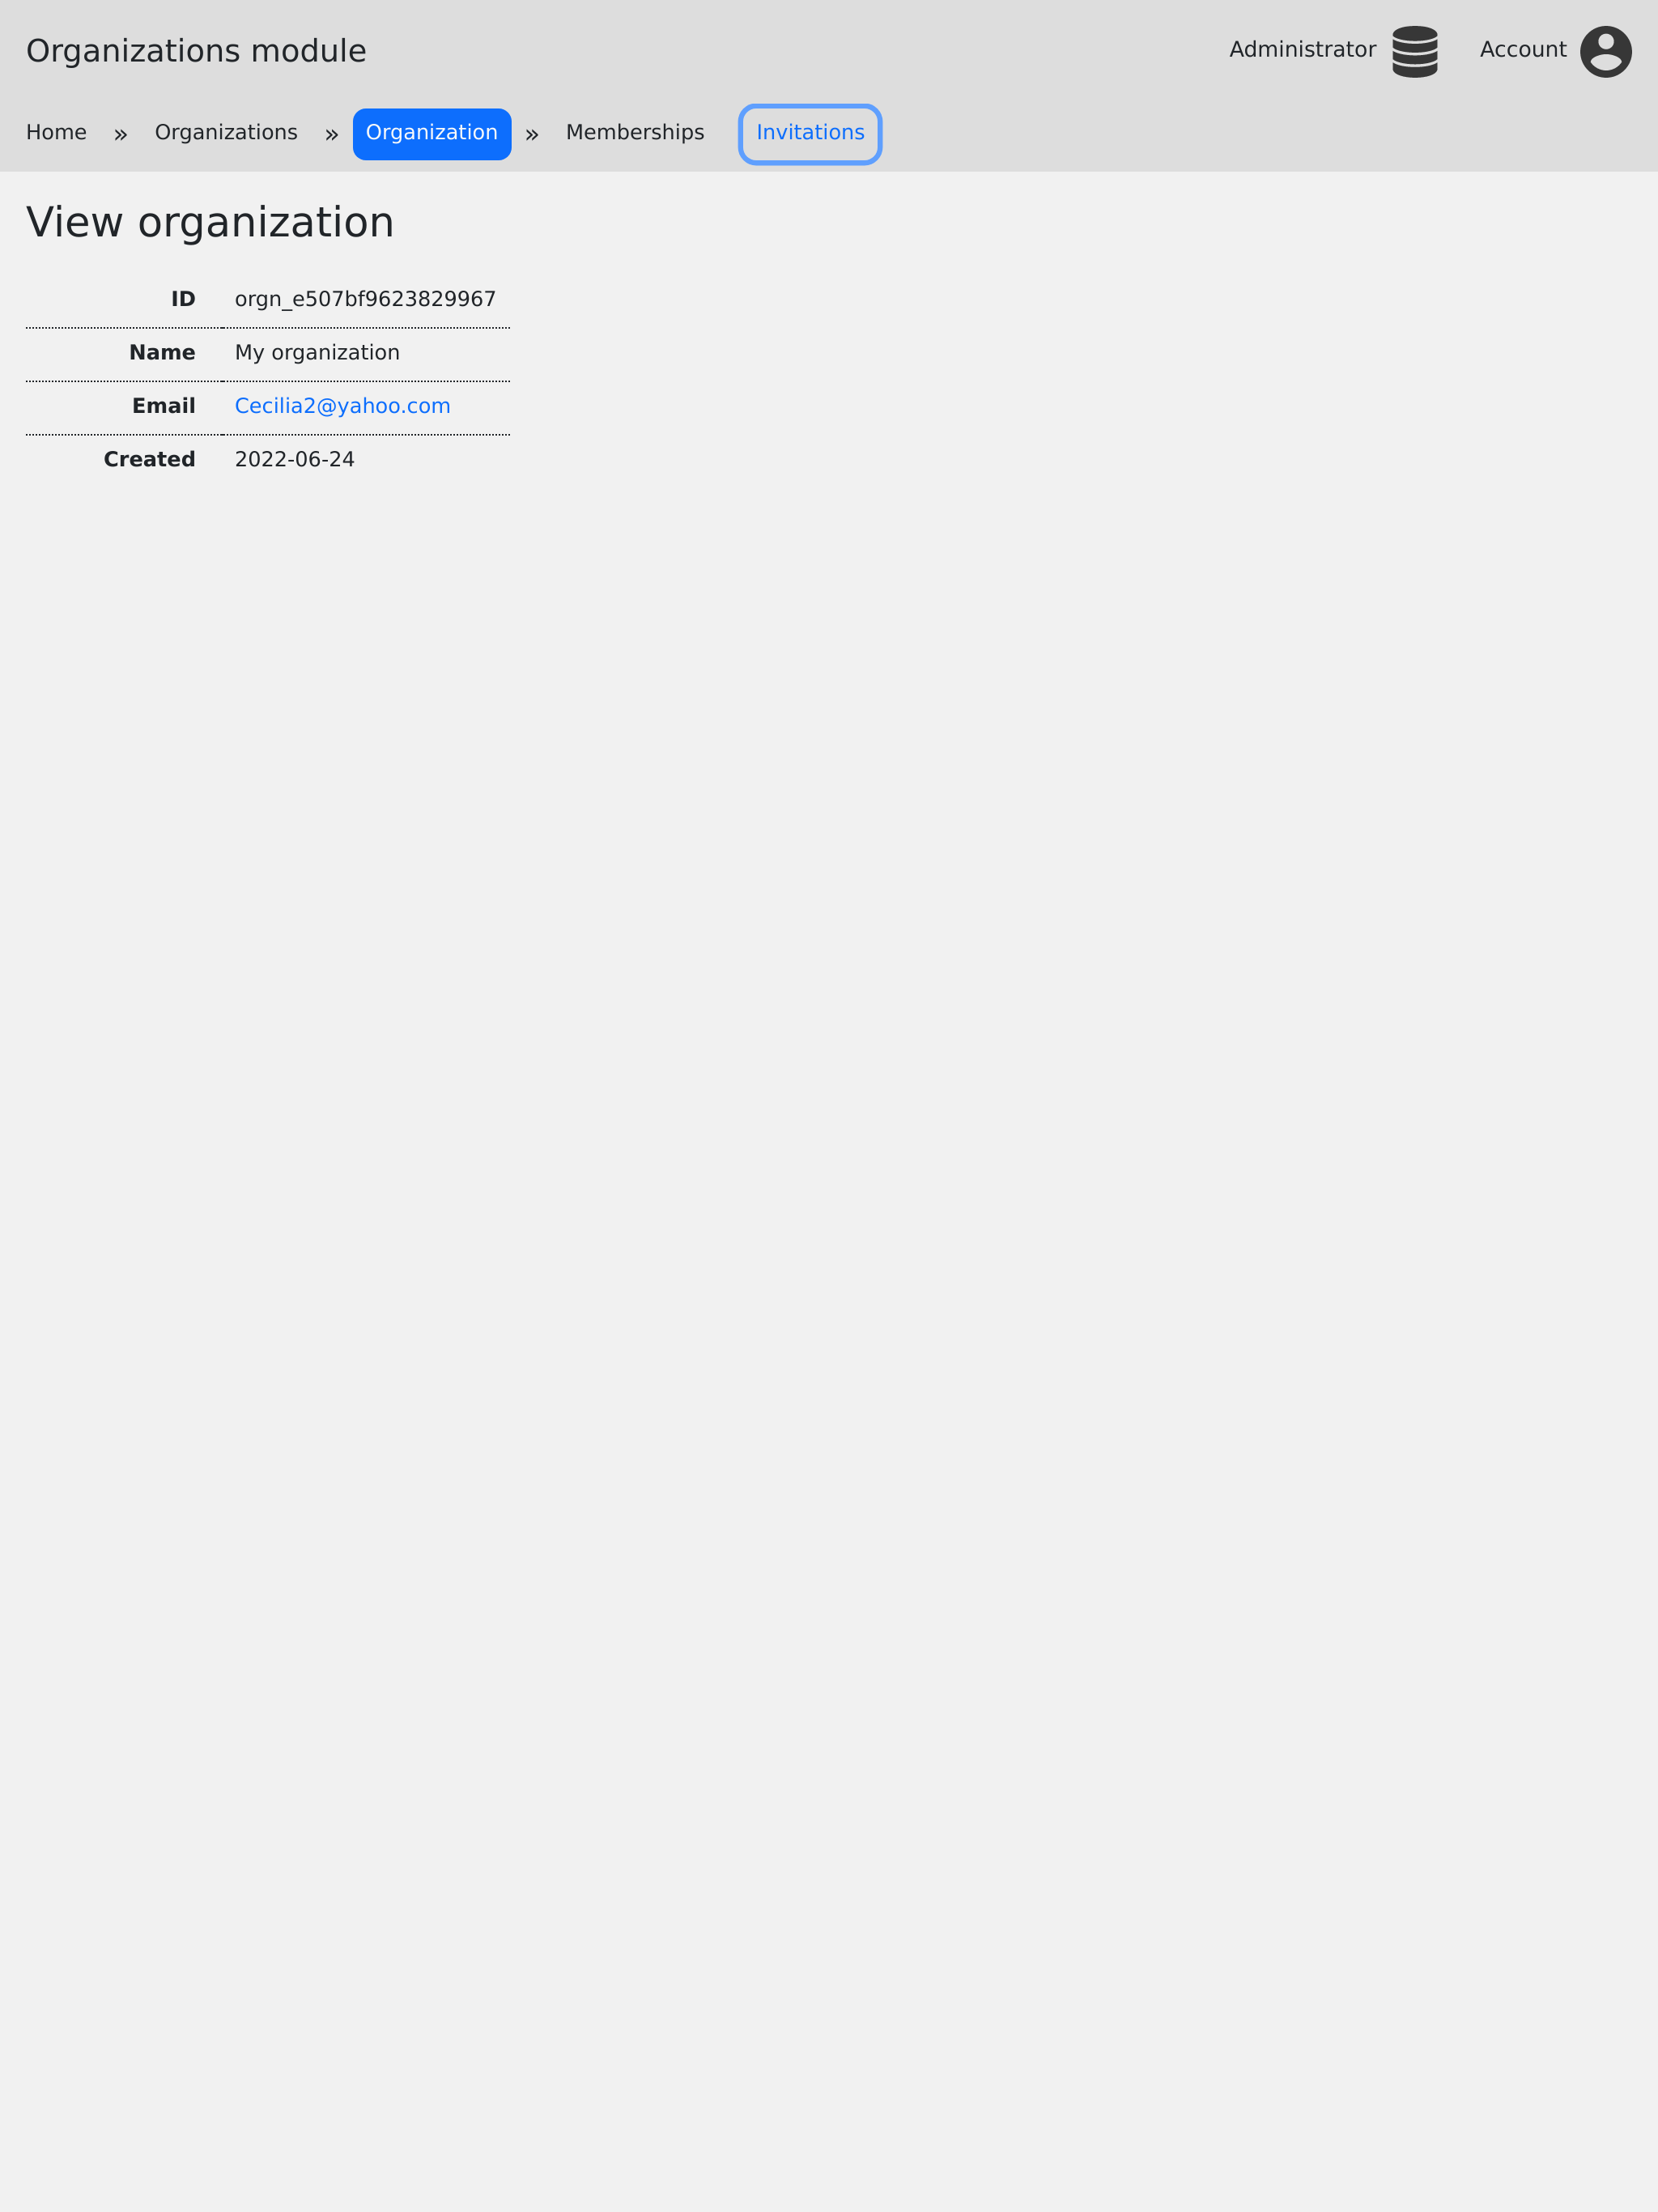 Organizations module
Administrator Account
Home » Organizations » Organization » Memberships Invitations
View organization
ID orgn_e507bf9623829967
Name My organization
Email Cecilia2@yahoo.com
Created 2022-06-24